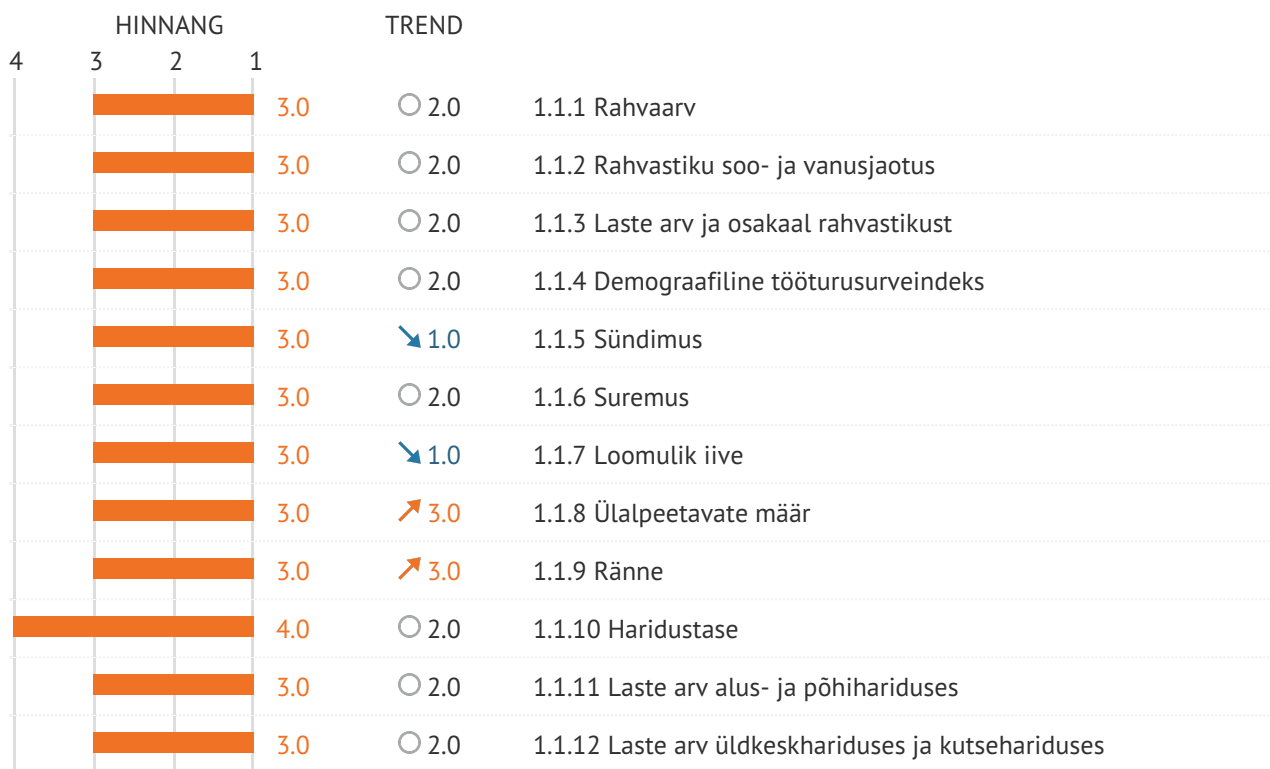 HINNANG TREND
4 3 2 1
3.0 2.0 1.1.1 Rahvaarv
3.0 2.0 1.1.2 Rahvastiku soo- ja vanusjaotus
3.0 2.0 1.1.3 Laste arv ja osakaal rahvastikust
3.0 2.0 1.1.4 Demograafiline tööturusurveindeks
3.0 1.0 1.1.5 Sündimus
3.0 2.0 1.1.6 Suremus
3.0 1.0 1.1.7 Loomulik iive
3.0 3.0 1.1.8 Ülalpeetavate määr
3.0 3.0 1.1.9 Ränne
4.0 2.0 1.1.10 Haridustase
3.0 2.0 1.1.11 Laste arv alus- ja põhihariduses
3.0 2.0 1.1.12 Laste arv üldkeskhariduses ja kutsehariduses